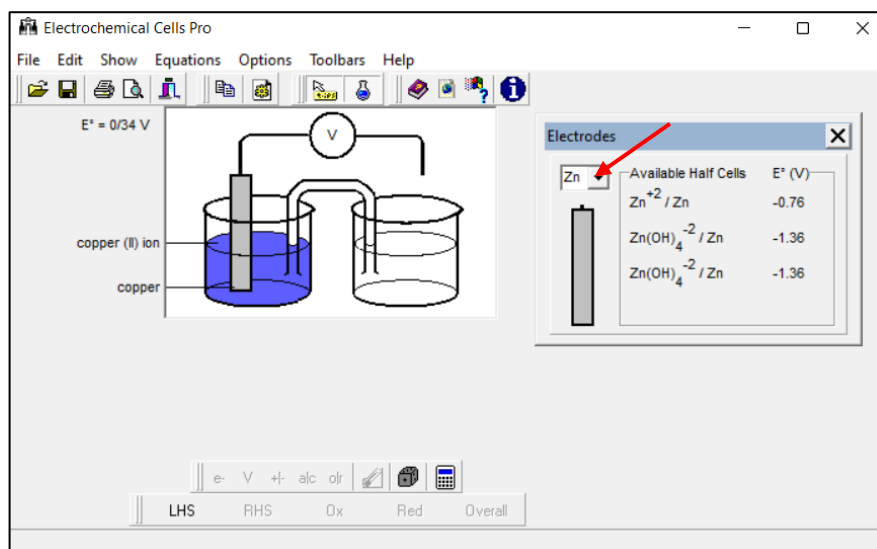 Electrochemical Cells Pro
File Edit Show Equations Options Toolbars Help
E° = 0/34 V
V
copper (II) ion
copper
Electrodes
Zn
Available Half Cells E° (V)
Zn+2 / Zn -0.76
Zn(OH)4-2 / Zn -1.36
Zn(OH)4-2 / Zn -1.36
e- V +|- a|c o|r
LHS RHS Ox Red Overall